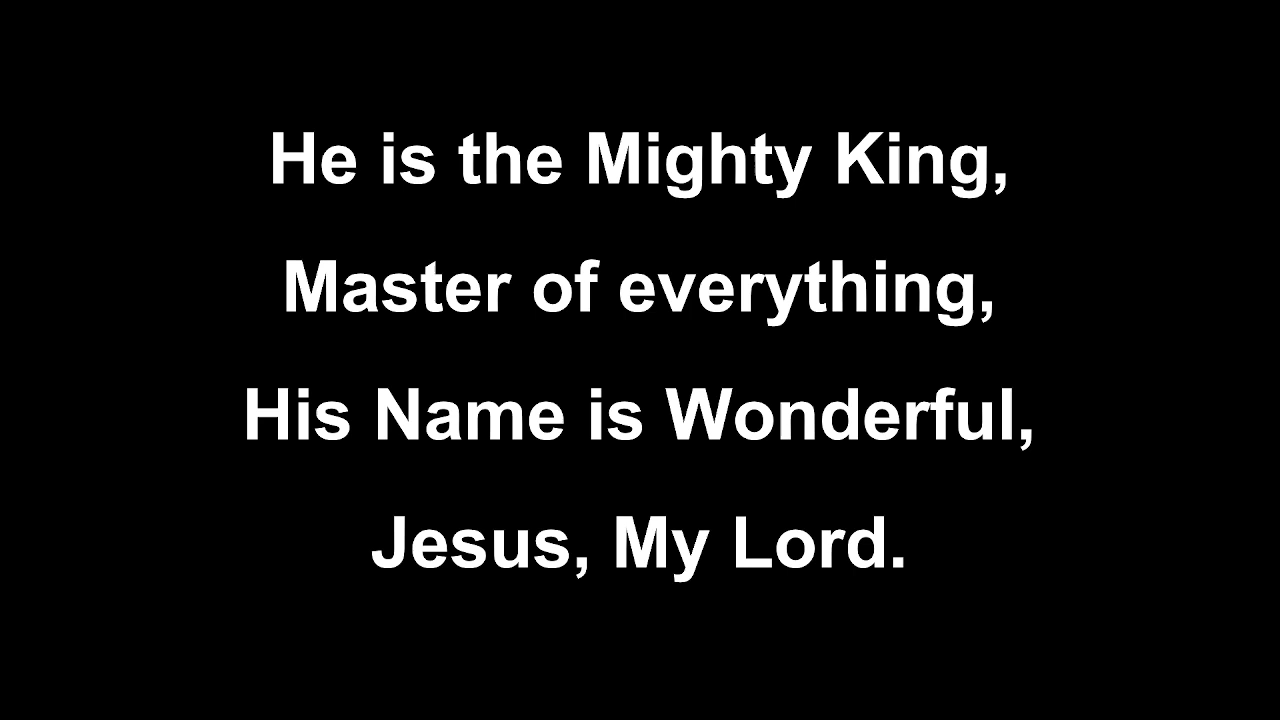 He is the Mighty King,
Master of everything,
His Name is Wonderful,
Jesus, My Lord.